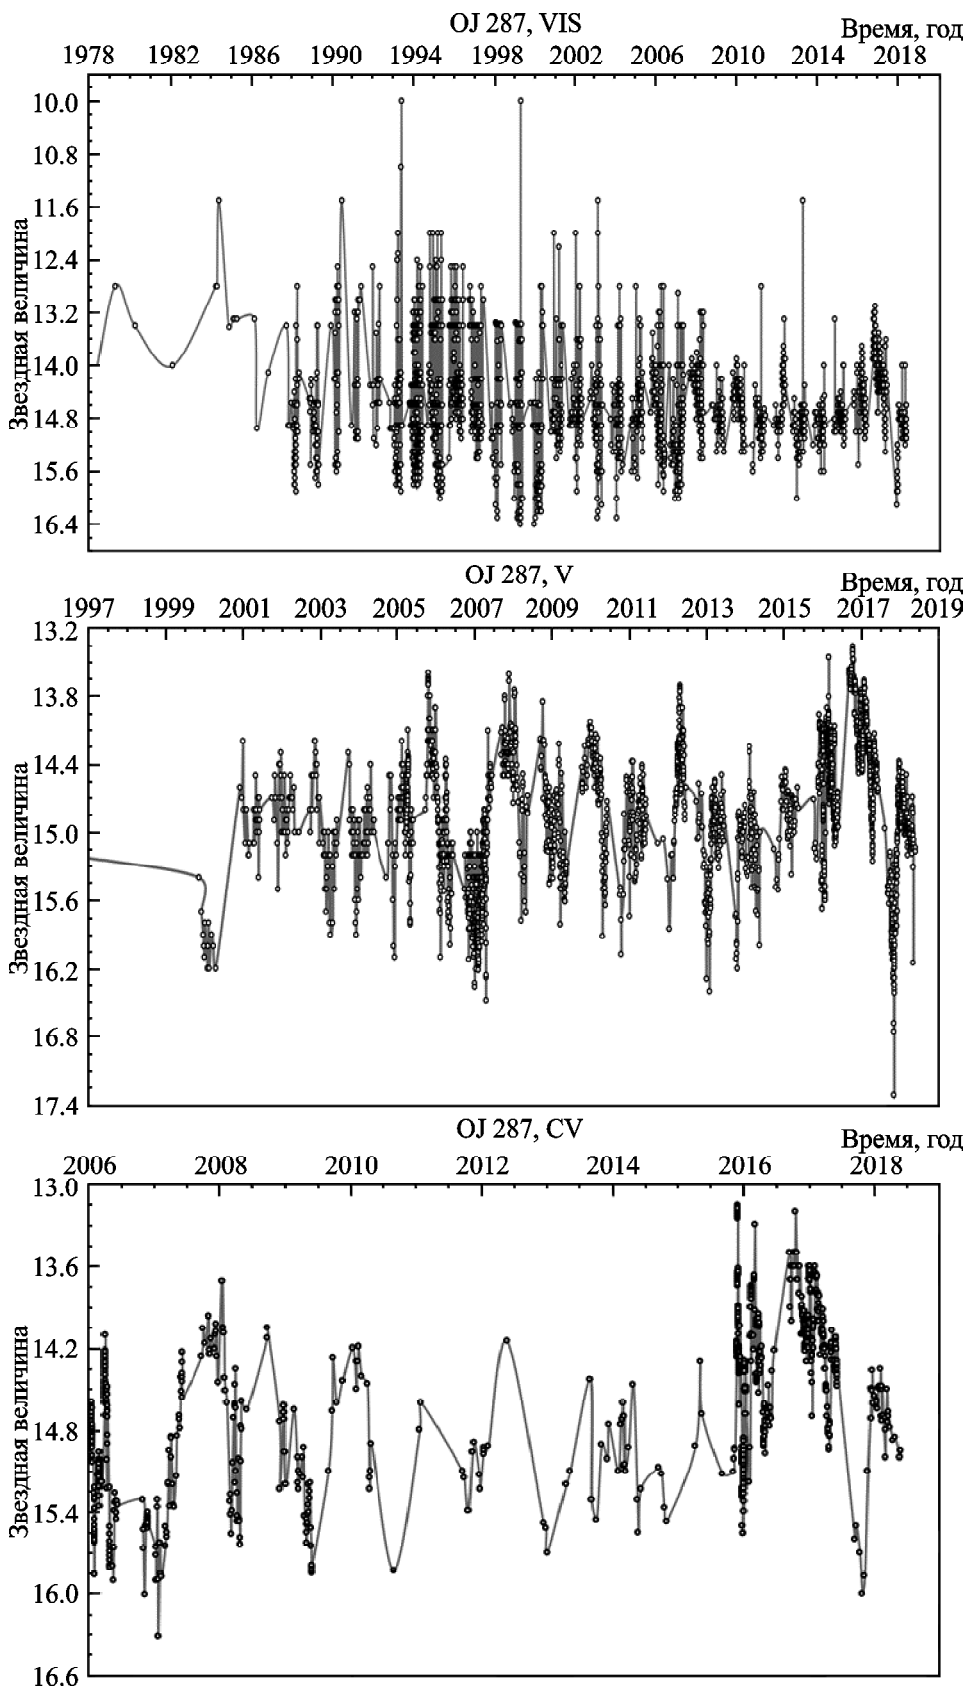 OJ 287, VIS
Время, год
1978 1982 1986 1990 1994 1998 2002 2006 2010 2014 2018
10.0
10.8
11.6
12.4
13.2
14.0
14.8
15.6
16.4
Звездная величина
OJ 287, V
Время, год
1997 1999 2001 2003 2005 2007 2009 2011 2013 2015 2017 2019
13.2
13.8
14.4
15.0
15.6
16.2
16.8
17.4
Звездная величина
OJ 287, CV
Время, год
2006 2008 2010 2012 2014 2016 2018
13.0
13.6
14.2
14.8
15.4
16.0
16.6
Звездная величина